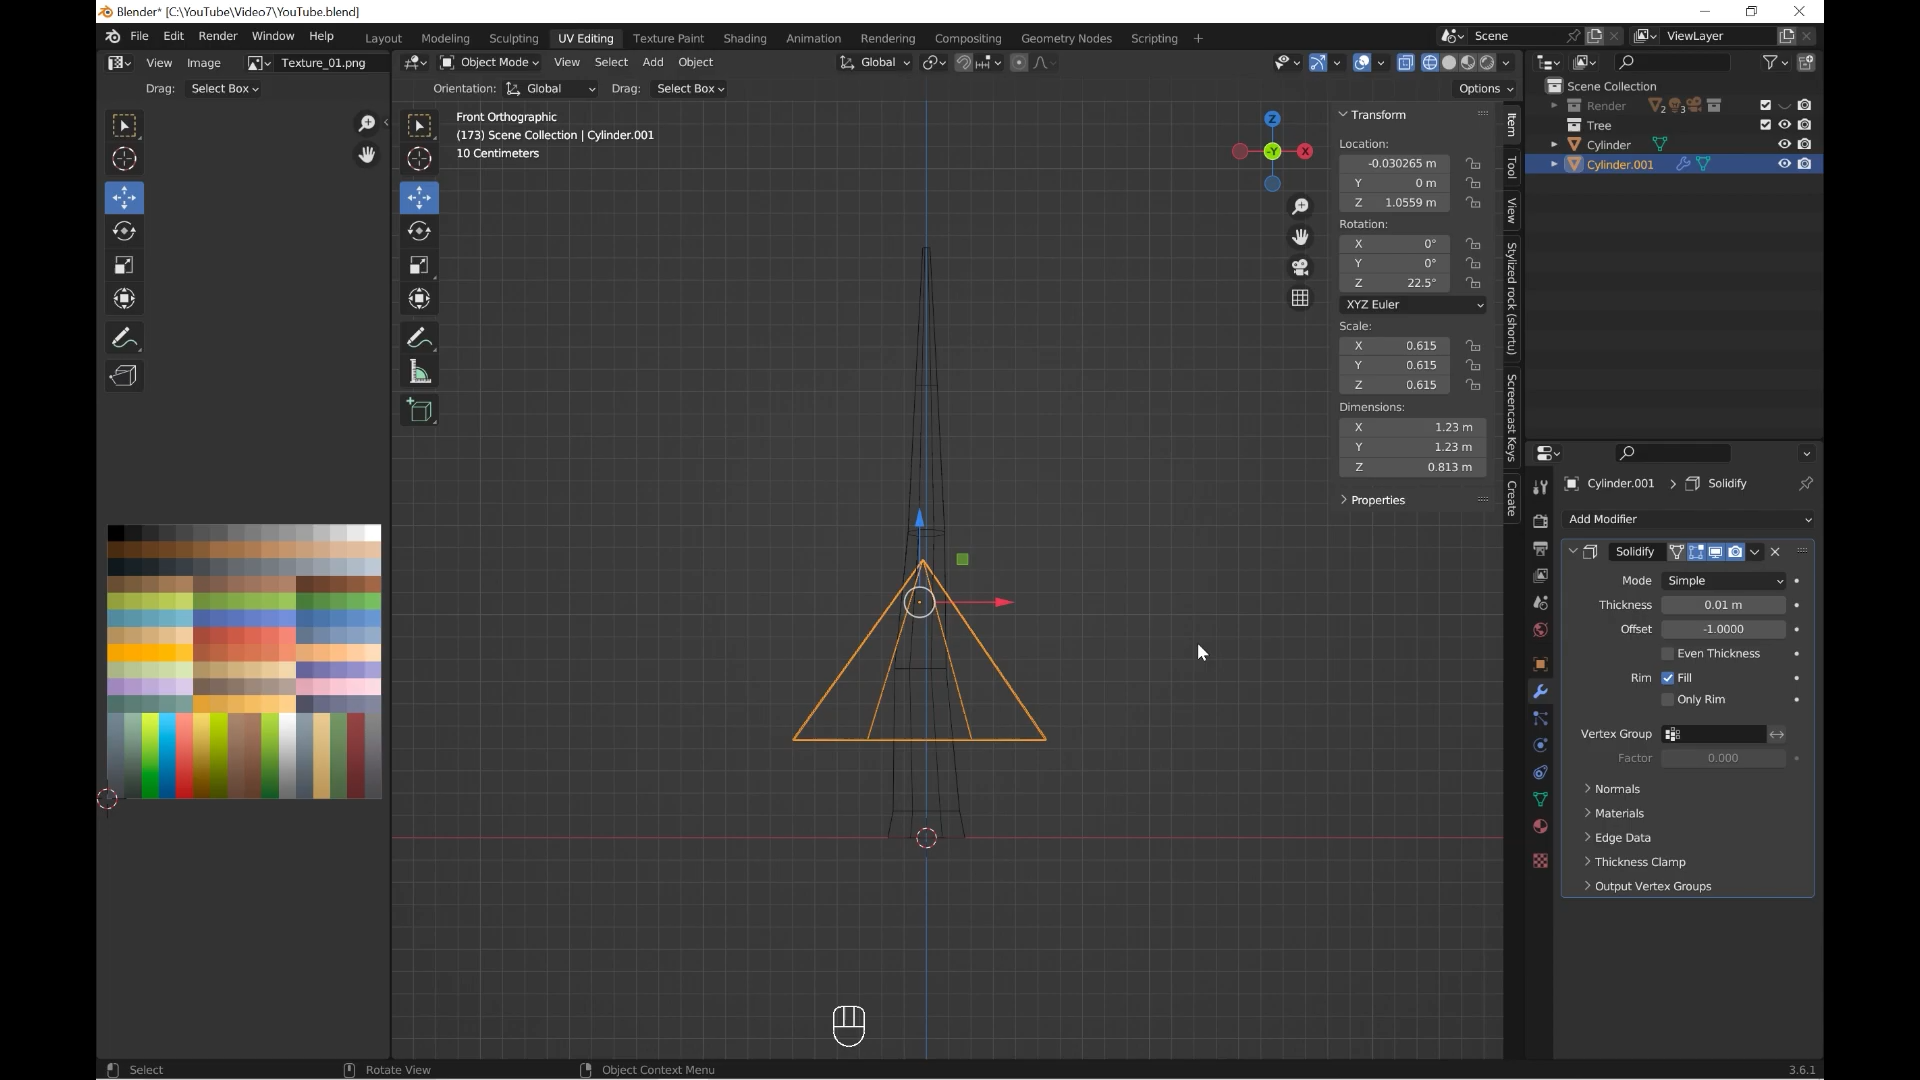 Blender* [C:\YouTube\Video7\YouTube.blend]
File Edit Render Window Help Layout Modeling Sculpting UV Editing Texture Paint Shading Animation Rendering Compositing Geometry Nodes Scripting + Scene ViewLayer
View Image Texture_01.png Object Mode View Select Add Object Global
Drag: Select Box Orientation: Global Drag: Select Box Options
Front Orthographic
(173) Scene Collection | Cylinder.001
10 Centimeters
Z
-Y
X
Transform
Location:
-0.030265 m
Y 0 m
Z 1.0559 m
Rotation:
X 0°
Y 0°
Z 22.5°
XYZ Euler
Scale:
X 0.615
Y 0.615
Z 0.615
Dimensions:
X 1.23 m
Y 1.23 m
Z 0.813 m
Properties
Item
Tool
View
Stylized rock (shortu)
Screencast Keys
Create
Scene Collection
Render 2 3
Tree
Cylinder
Cylinder.001
Cylinder.001 > Solidify
Add Modifier
Solidify
Mode Simple
Thickness 0.01 m
Offset -1.0000
Even Thickness
Rim Fill
Only Rim
Vertex Group
Factor 0.000
Normals
Materials
Edge Data
Thickness Clamp
Output Vertex Groups
Select Rotate View Object Context Menu 3.6.1